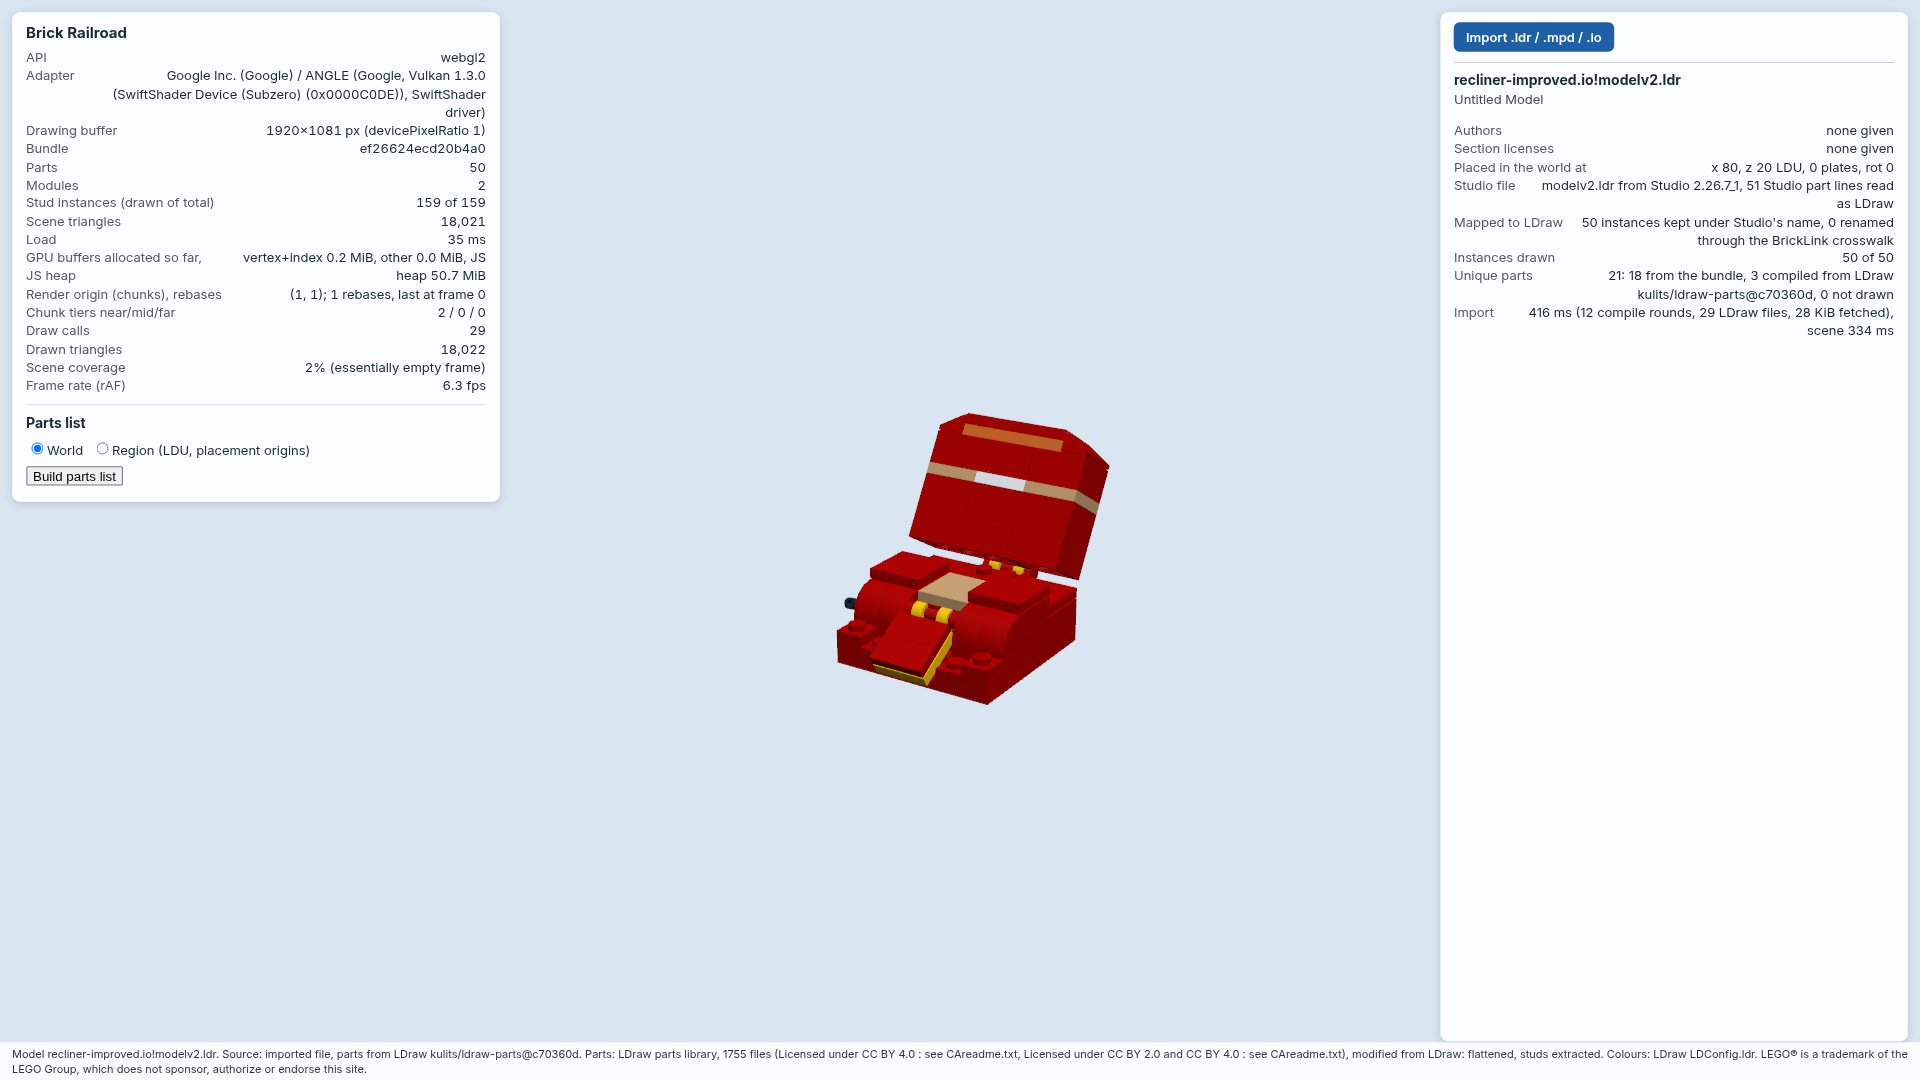 Brick Railroad
API webgl2
Adapter Google Inc. (Google) / ANGLE (Google, Vulkan 1.3.0
(SwiftShader Device (Subzero) (0x0000C0DE)), SwiftShader
driver)
Drawing buffer 1920×1081 px (devicePixelRatio 1)
Bundle ef26624ecd20b4a0
Parts 50
Modules 2
Stud instances (drawn of total) 159 of 159
Scene triangles 18,021
Load 35 ms
GPU buffers allocated so far, vertex+index 0.2 MiB, other 0.0 MiB, JS
JS heap heap 50.7 MiB
Render origin (chunks), rebases (1, 1); 1 rebases, last at frame 0
Chunk tiers near/mid/far 2 / 0 / 0
Draw calls 29
Drawn triangles 18,022
Scene coverage 2% (essentially empty frame)
Frame rate (rAF) 6.3 fps
Parts list
World Region (LDU, placement origins)
Build parts list
Import .ldr / .mpd / .io
recliner-improved.io!modelv2.ldr
Untitled Model
Authors none given
Section licenses none given
Placed in the world at x 80, z 20 LDU, 0 plates, rot 0
Studio file modelv2.ldr from Studio 2.26.7_1, 51 Studio part lines read
as LDraw
Mapped to LDraw 50 instances kept under Studio's name, 0 renamed
through the BrickLink crosswalk
Instances drawn 50 of 50
Unique parts 21: 18 from the bundle, 3 compiled from LDraw
kulits/ldraw-parts@c70360d, 0 not drawn
Import 416 ms (12 compile rounds, 29 LDraw files, 28 KiB fetched),
scene 334 ms
Model recliner-improved.io!modelv2.ldr. Source: imported file, parts from LDraw kulits/ldraw-parts@c70360d. Parts: LDraw parts library, 1755 files (Licensed under CC BY 4.0 : see CAreadme.txt, Licensed under CC BY 2.0 and CC BY 4.0 : see CAreadme.txt), modified from LDraw: flattened, studs extracted. Colours: LDraw LDConfig.ldr. LEGO® is a trademark of the
LEGO Group, which does not sponsor, authorize or endorse this site.